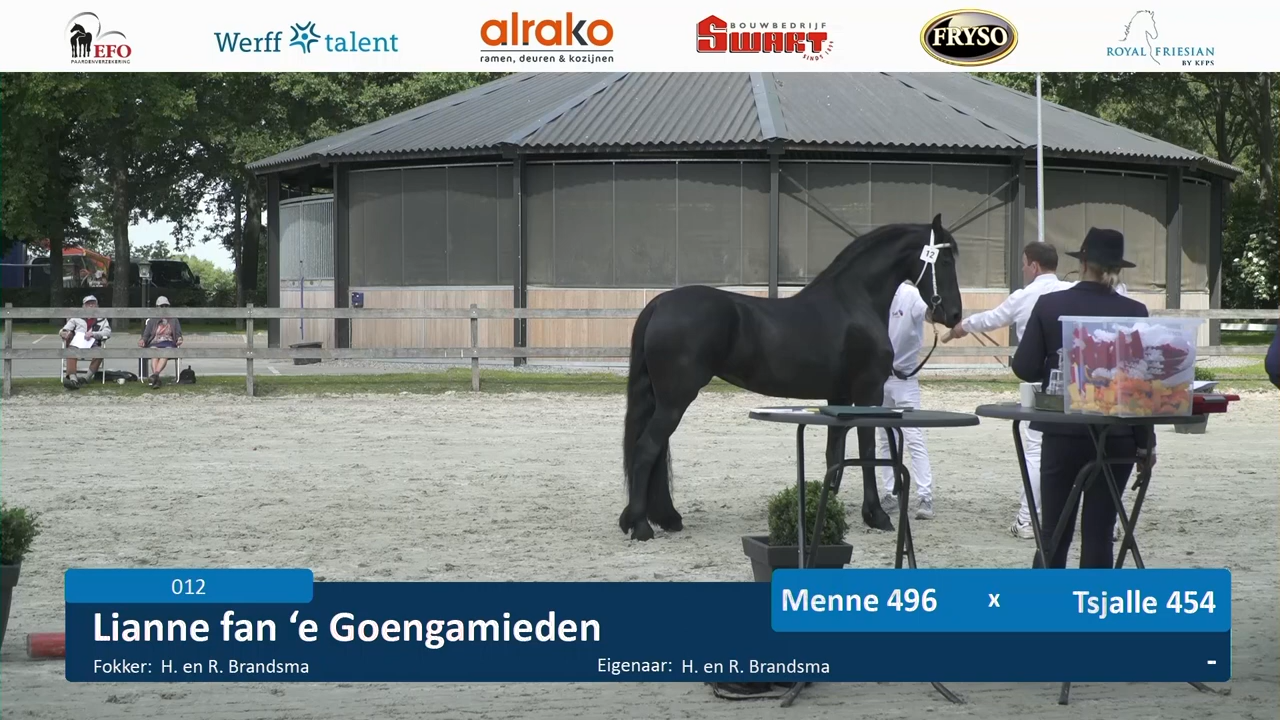 EFO
PAARDENVERZEKERING
Werff talent
alrako
ramen, deuren & kozijnen
BOUWBEDRIJF
SWART
FRYSO
ROYAL FRIESIAN
BY KFPS
12
012
Lianne fan ‘e Goengamieden
Menne 496 x Tsjalle 454
Fokker: H. en R. Brandsma
Eigenaar: H. en R. Brandsma
-